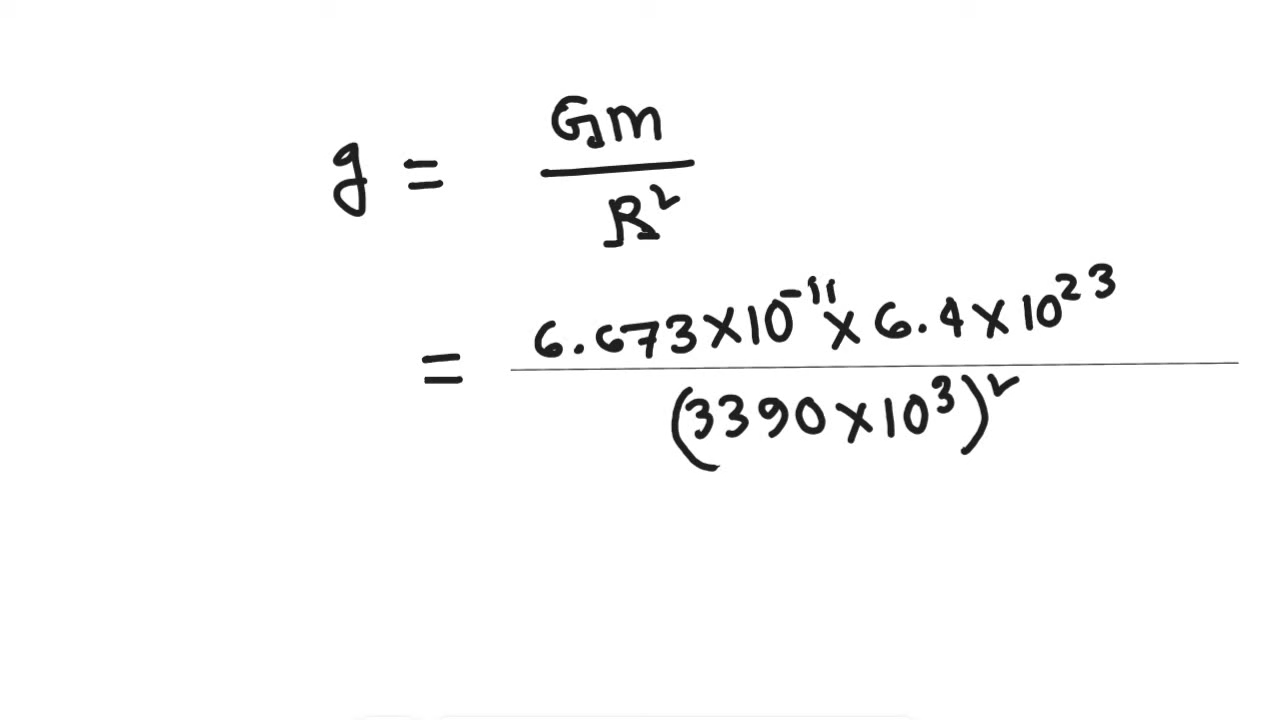 g = Gm / R²
= 6.673 × 10⁻¹¹ × 6.4 × 10²³ / (3390 × 10³)²